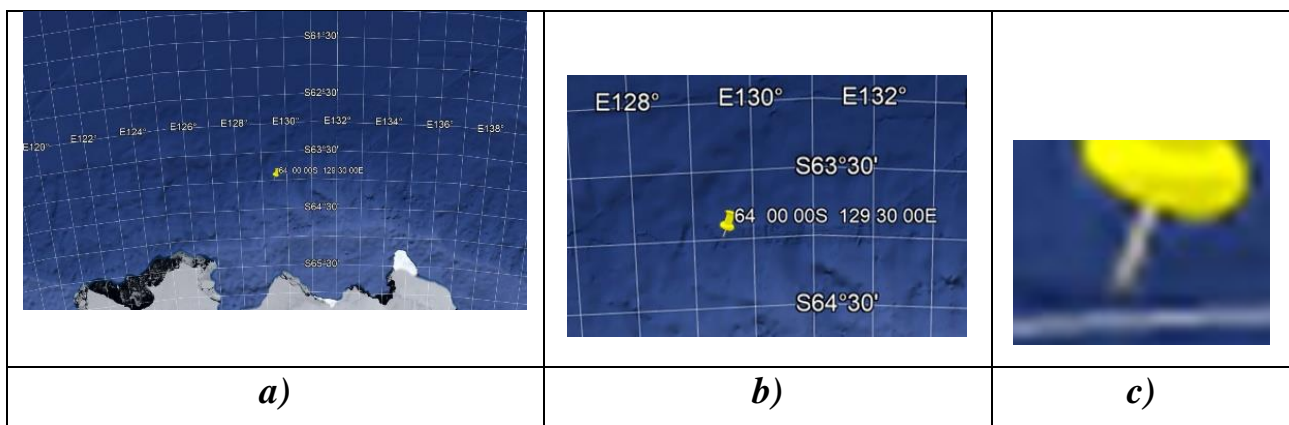 S61°30'
S62°30'
E120° E122° E124° E126° E128° E130° E132° E134° E136° E138°
S63°30'
64 00 00S 129 30 00E
S64°30'
S65°30'
a)
E128° E130° E132°
S63°30'
64 00 00S 129 30 00E
S64°30'
b)
c)